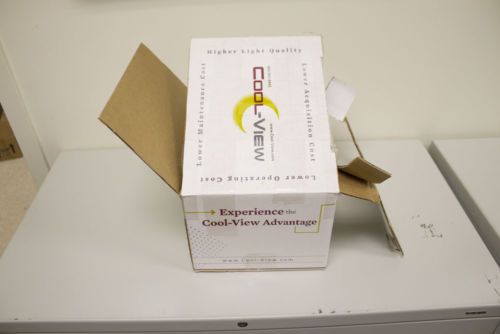 Higher Light Quality
Lower Maintenance Cost
Cool-View
Lower Acquisition Cost
Lower Operating Cost
Experience the
Cool-View Advantage
www.Cool-View.com